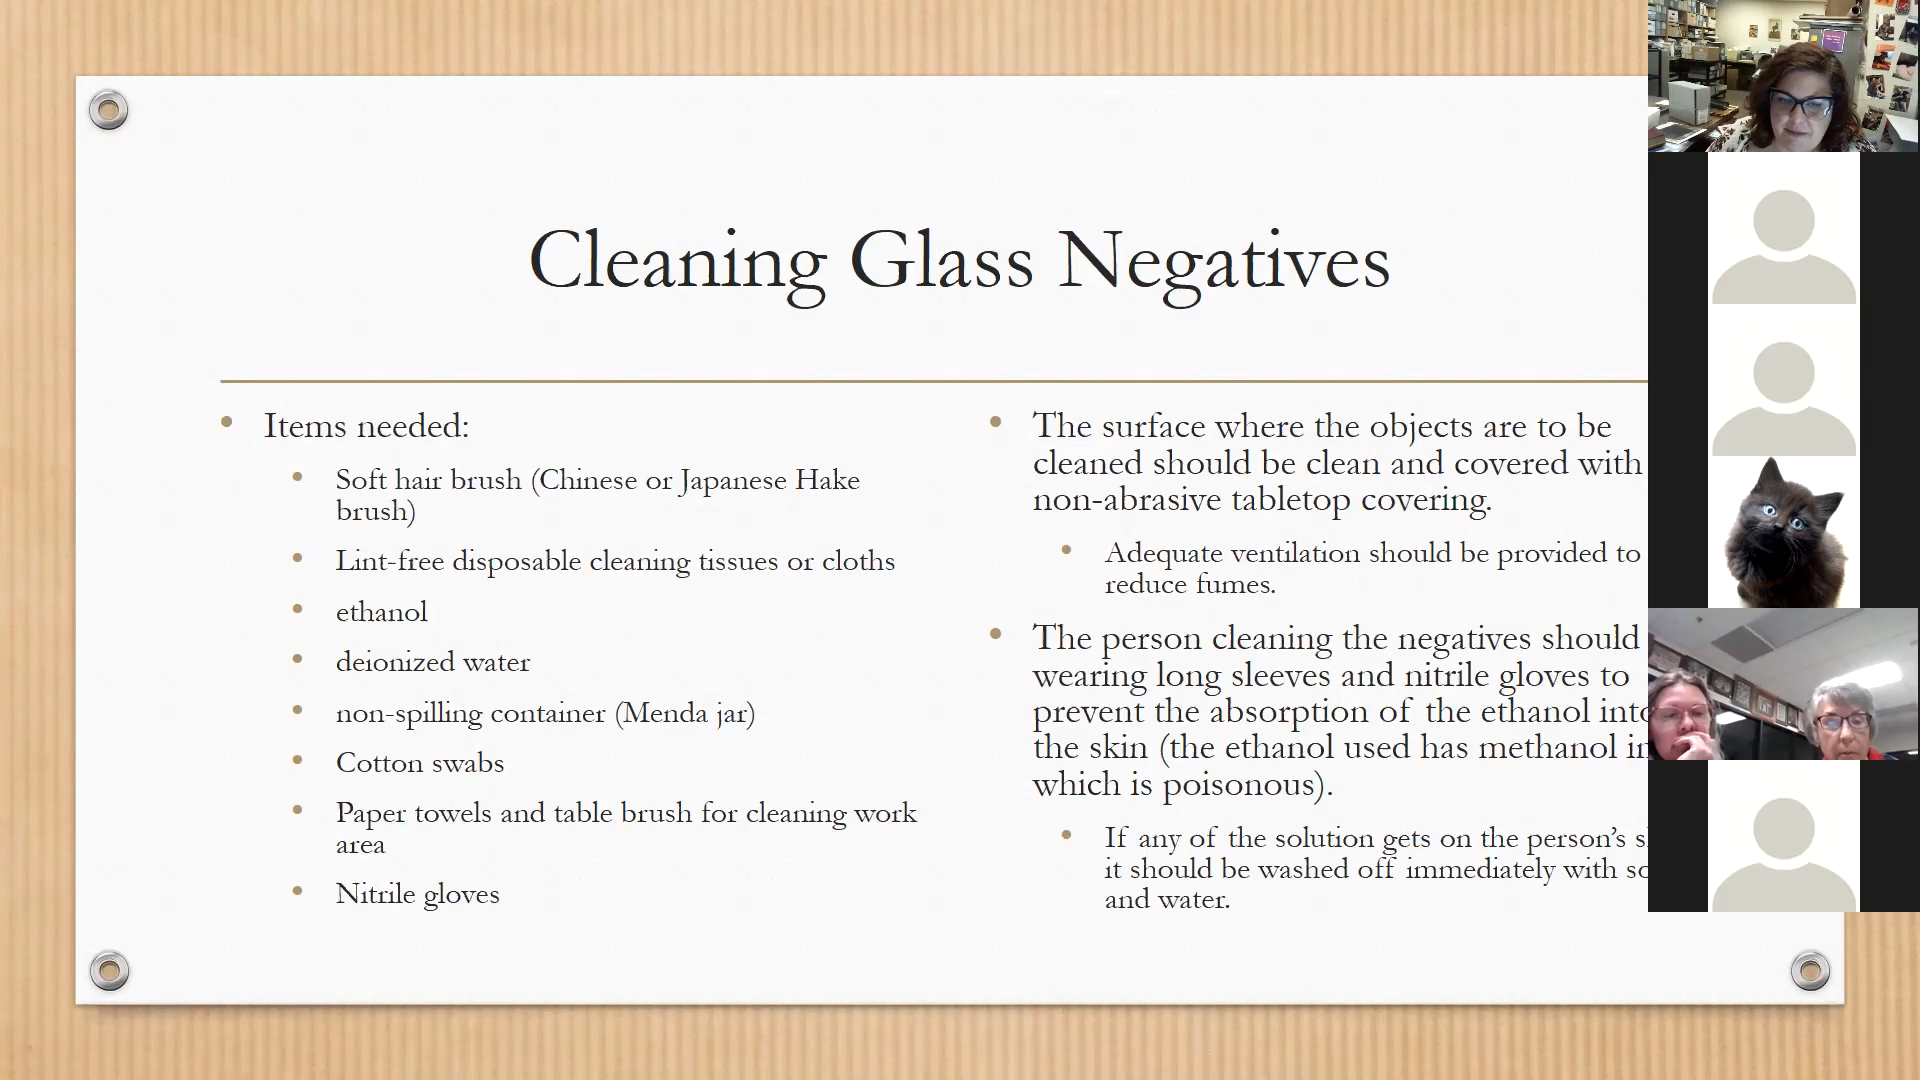 Cleaning Glass Negatives
Items needed:
Soft hair brush (Chinese or Japanese Hake
brush)
Lint-free disposable cleaning tissues or cloths
ethanol
deionized water
non-spilling container (Menda jar)
Cotton swabs
Paper towels and table brush for cleaning work
area
Nitrile gloves
The surface where the objects are to be
cleaned should be clean and covered with
non-abrasive tabletop covering.
Adequate ventilation should be provided to
reduce fumes.
The person cleaning the negatives should
wearing long sleeves and nitrile gloves to
prevent the absorption of the ethanol into
the skin (the ethanol used has methanol in
which is poisonous).
If any of the solution gets on the person's
it should be washed off immediately with
and water.